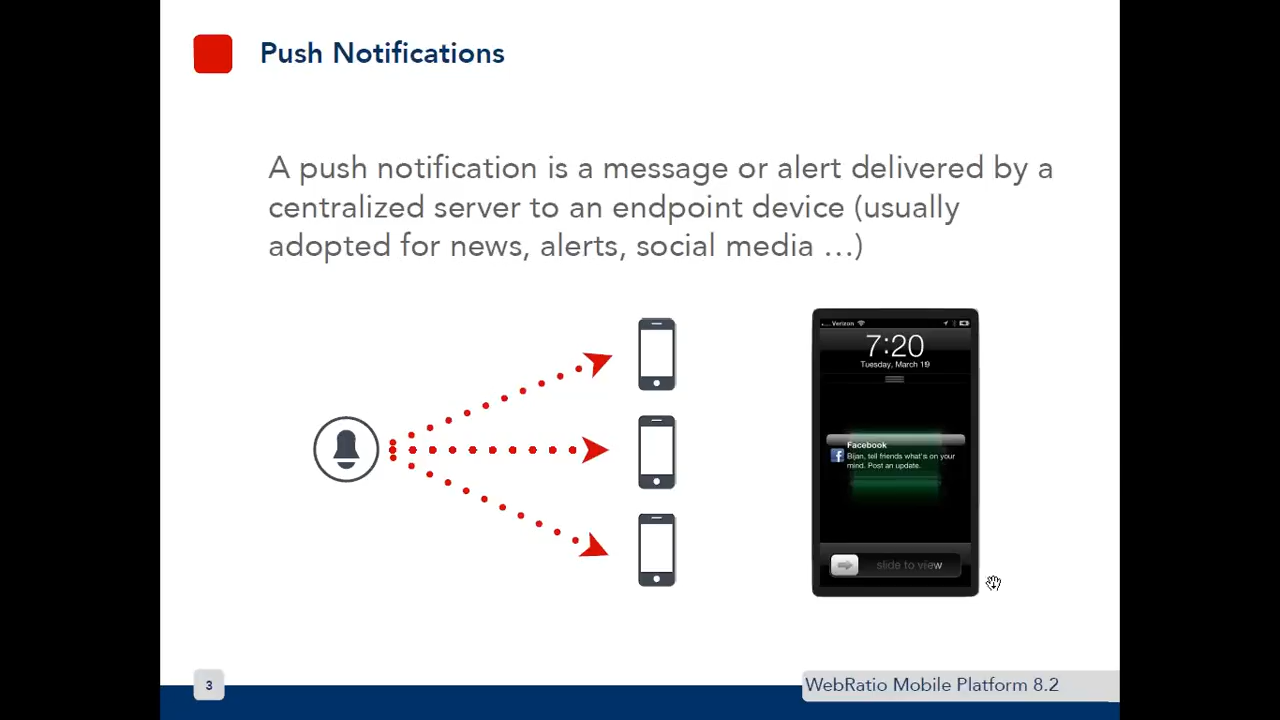 Push Notifications
A push notification is a message or alert delivered by a
centralized server to an endpoint device (usually
adopted for news, alerts, social media …)
Verizon
7:20
Tuesday, March 19
Facebook
Bijan, tell friends what's on your
mind. Post an update.
slide to view
3
WebRatio Mobile Platform 8.2